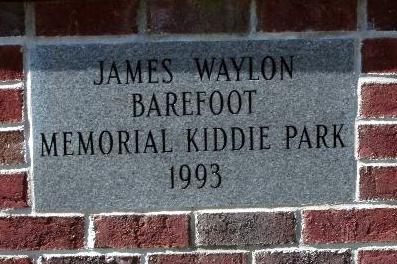 JAMES WAYLON
BAREFOOT
MEMORIAL KIDDIE PARK
1993